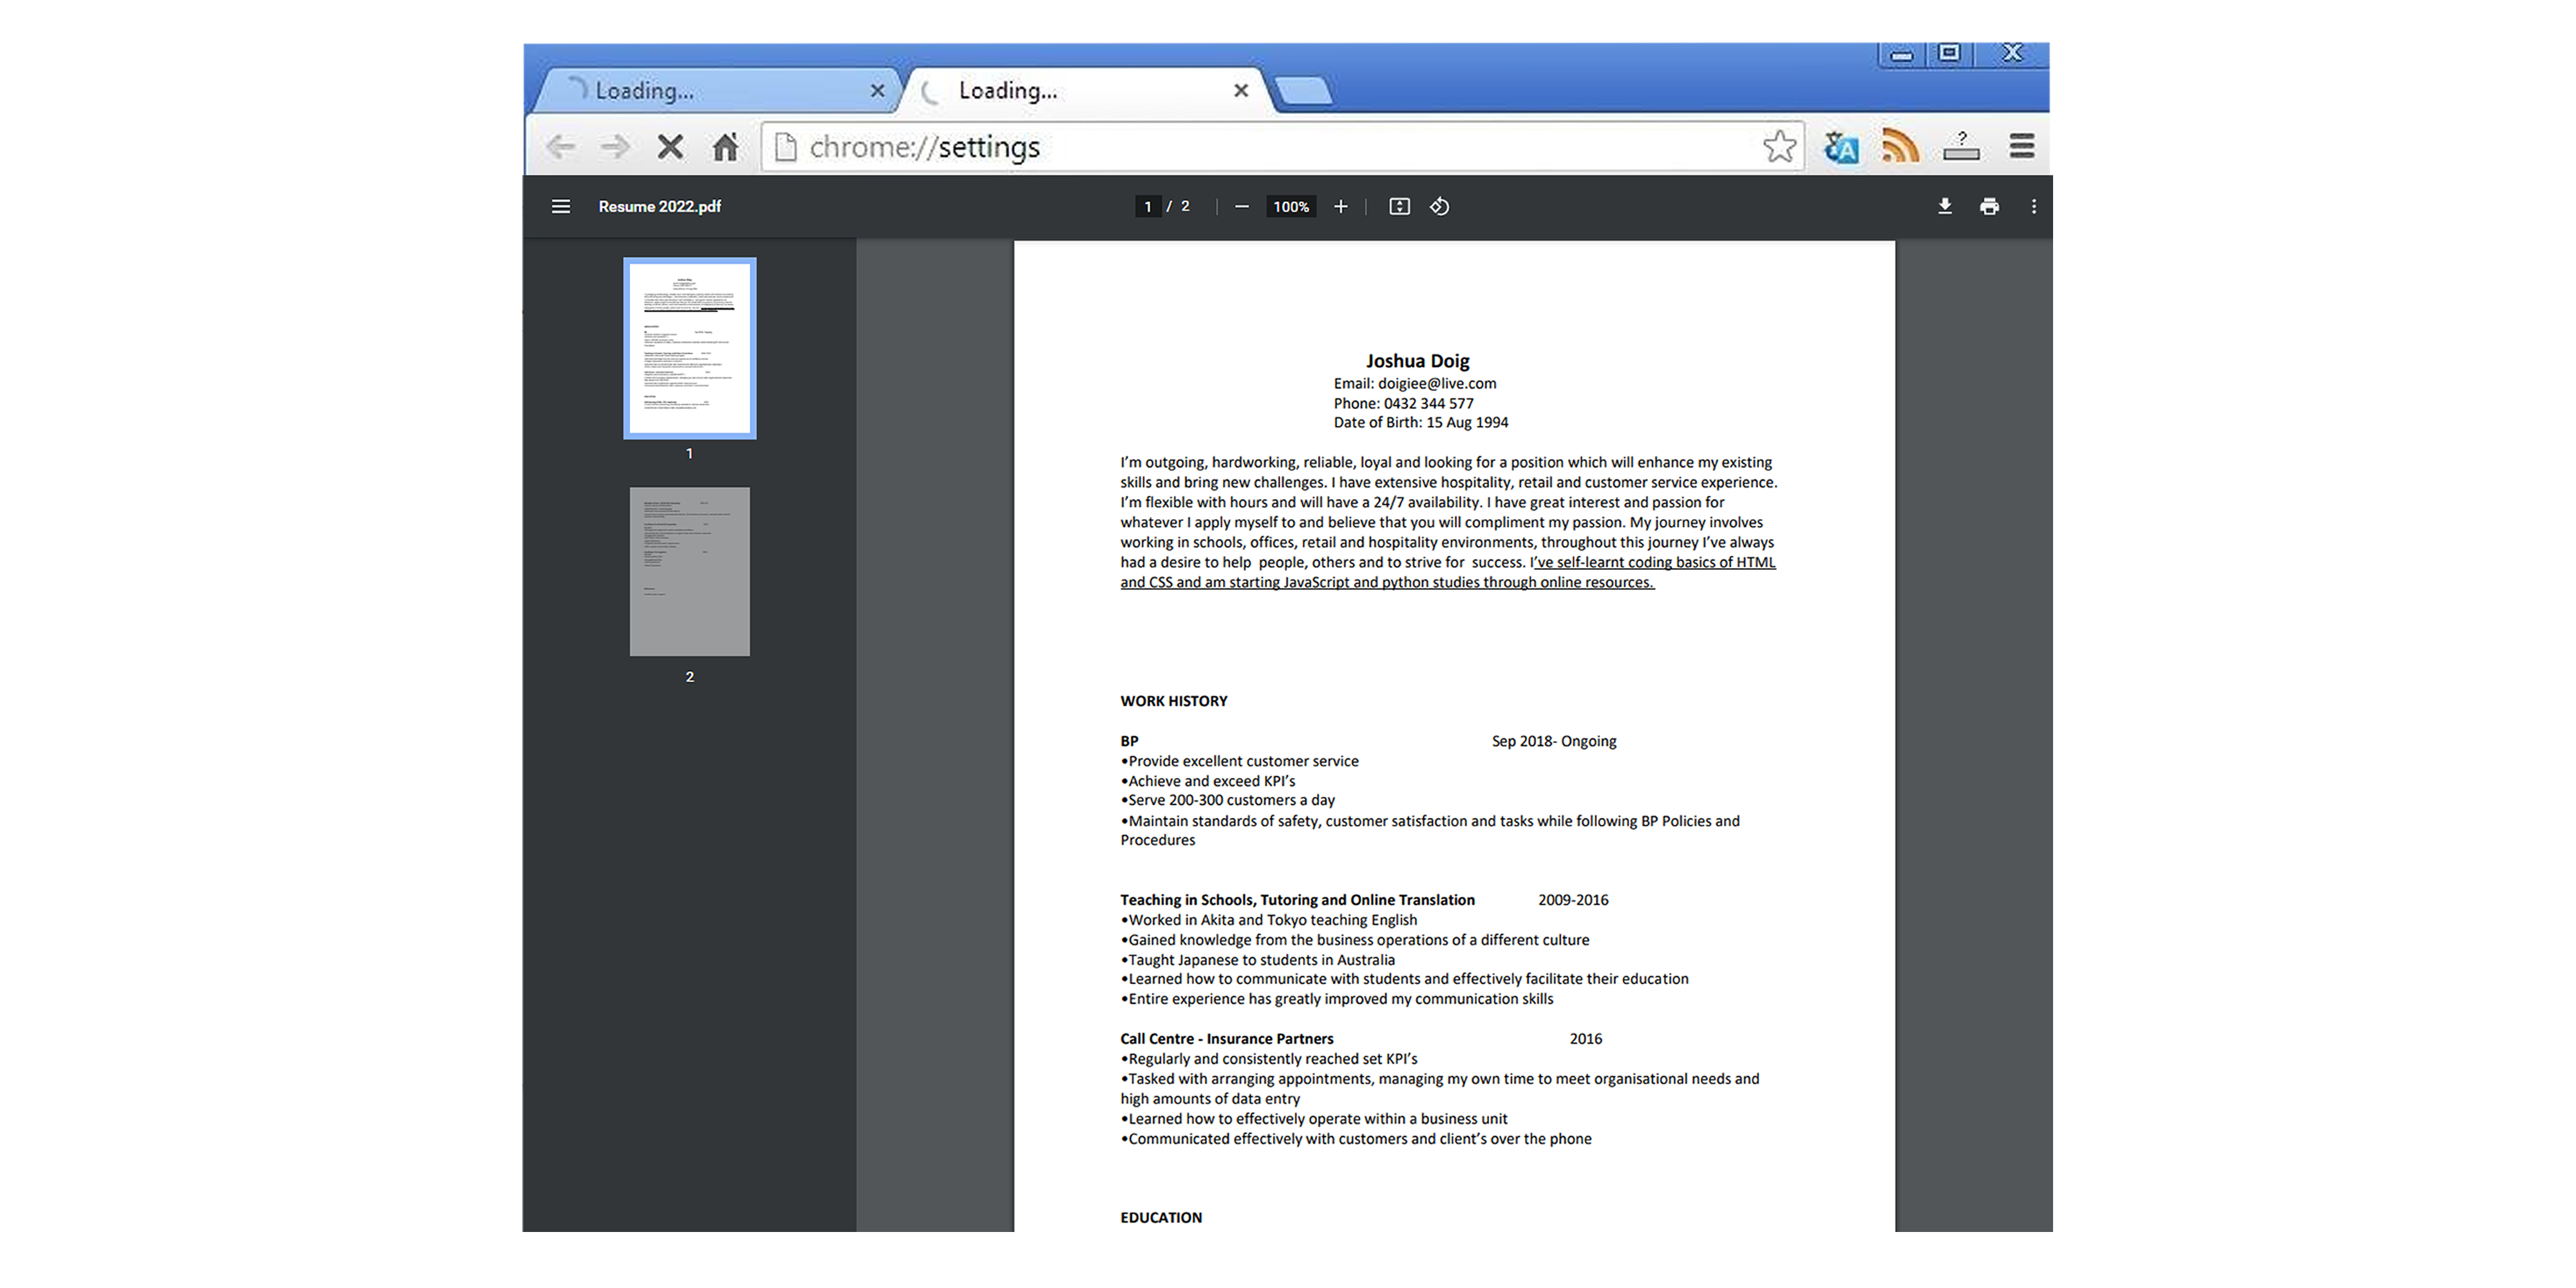 Loading...
Loading...
chrome://settings
Resume 2022.pdf
1 / 2
100%
1
2
Joshua Doig
Email: doigiee@live.com
Phone: 0432 344 577
Date of Birth: 15 Aug 1994
I'm outgoing, hardworking, reliable, loyal and looking for a position which will enhance my existing
skills and bring new challenges. I have extensive hospitality, retail and customer service experience.
I'm flexible with hours and will have a 24/7 availability. I have great interest and passion for
whatever I apply myself to and believe that you will compliment my passion. My journey involves
working in schools, offices, retail and hospitality environments, throughout this journey I've always
had a desire to help  people, others and to strive for  success. I've self-learnt coding basics of HTML
and CSS and am starting JavaScript and python studies through online resources.
WORK HISTORY
BP Sep 2018- Ongoing
•Provide excellent customer service
•Achieve and exceed KPI's
•Serve 200-300 customers a day
•Maintain standards of safety, customer satisfaction and tasks while following BP Policies and
Procedures
Teaching in Schools, Tutoring and Online Translation 2009-2016
•Worked in Akita and Tokyo teaching English
•Gained knowledge from the business operations of a different culture
•Taught Japanese to students in Australia
•Learned how to communicate with students and effectively facilitate their education
•Entire experience has greatly improved my communication skills
Call Centre - Insurance Partners 2016
•Regularly and consistently reached set KPI's
•Tasked with arranging appointments, managing my own time to meet organisational needs and
high amounts of data entry
•Learned how to effectively operate within a business unit
•Communicated effectively with customers and client's over the phone
EDUCATION